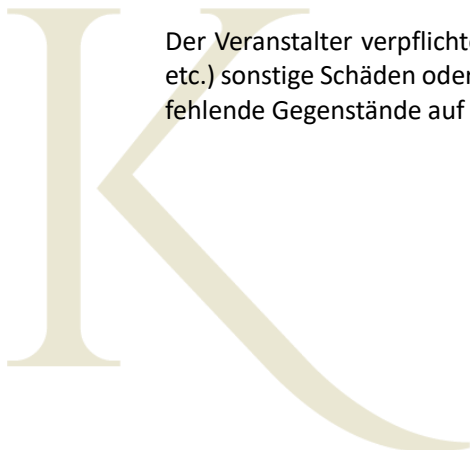 Der Veranstalter verpflichte
etc.) sonstige Schäden oder
fehlende Gegenstände auf
K